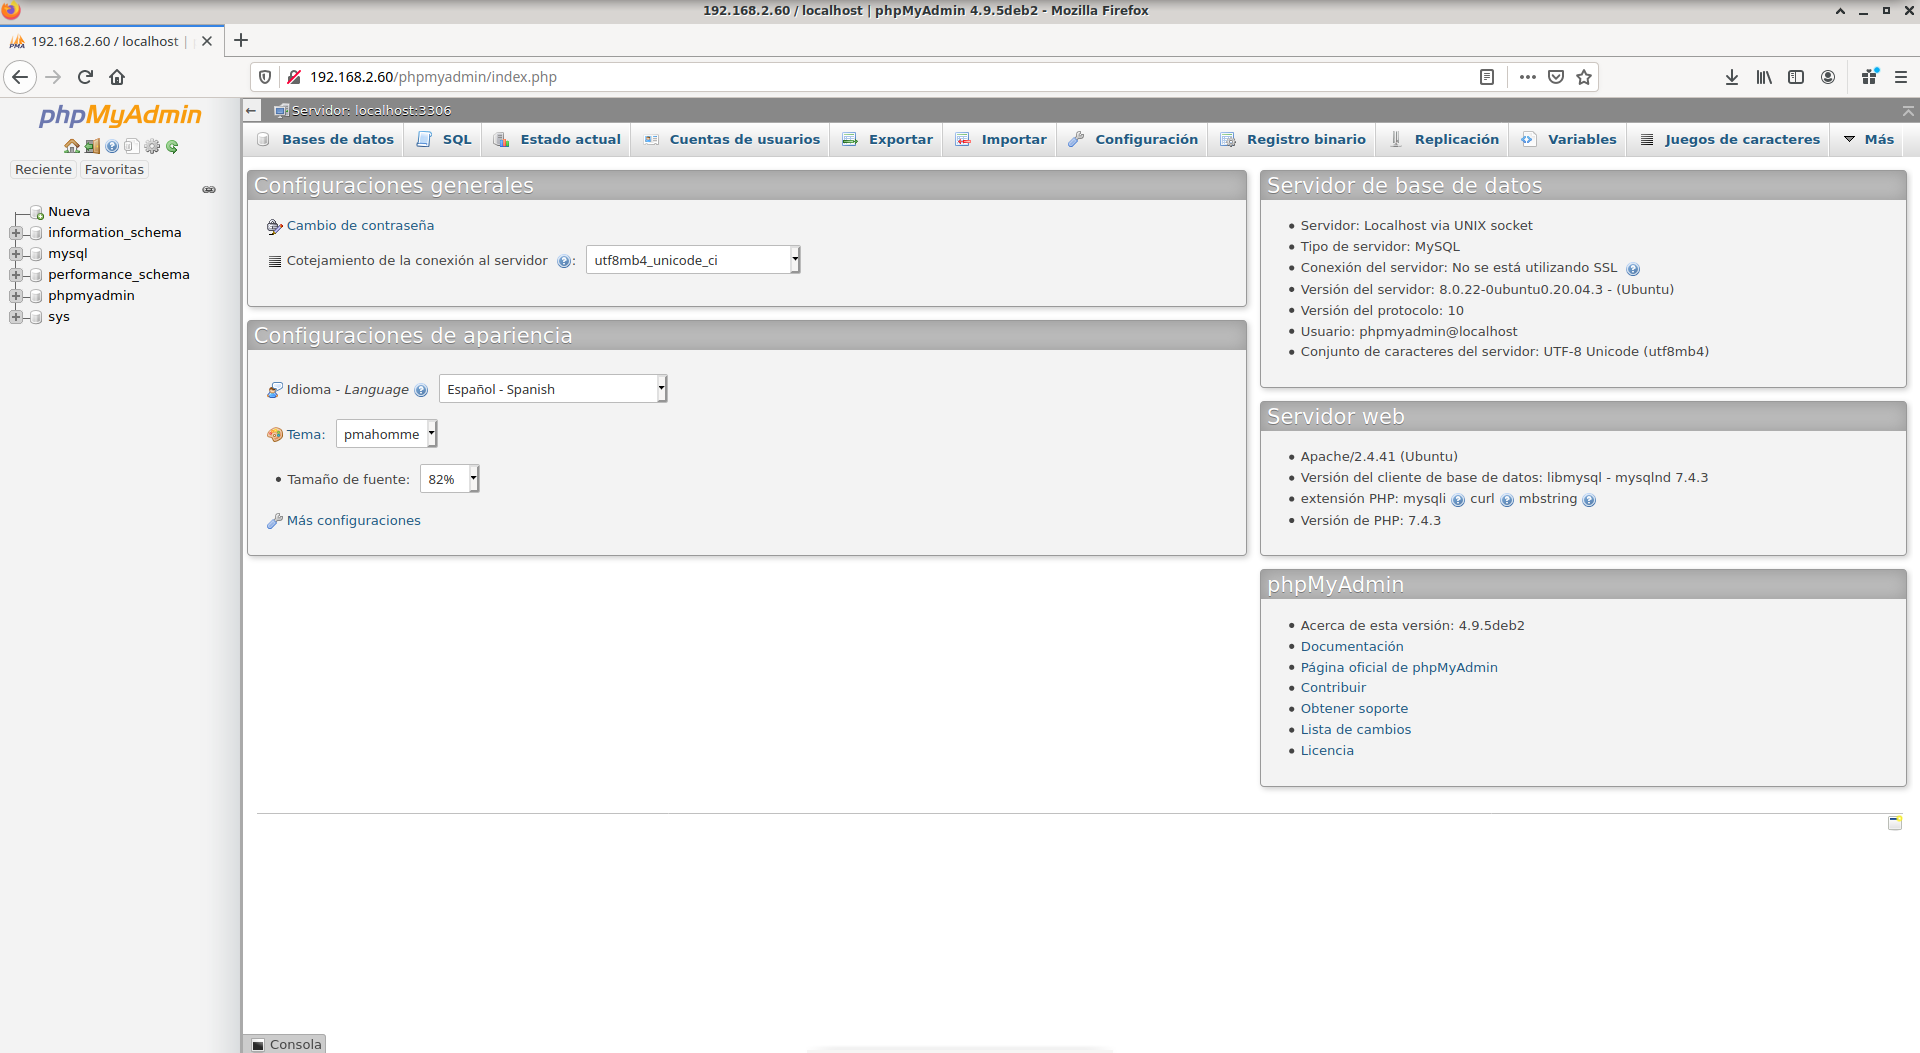 192.168.2.60 / localhost | phpMyAdmin 4.9.5deb2 - Mozilla Firefox
192.168.2.60 / localhost |
192.168.2.60/phpmyadmin/index.php
phpMyAdmin
Reciente Favoritas
Nueva
information_schema
mysql
performance_schema
phpmyadmin
sys
Servidor: localhost:3306
Bases de datos SQL Estado actual Cuentas de usuarios Exportar Importar Configuración Registro binario Replicación Variables Juegos de caracteres Más
Configuraciones generales
Cambio de contraseña
Cotejamiento de la conexión al servidor : utf8mb4_unicode_ci
Configuraciones de apariencia
Idioma - Language Español - Spanish
Tema: pmahomme
• Tamaño de fuente: 82%
Más configuraciones
Servidor de base de datos
• Servidor: Localhost via UNIX socket
• Tipo de servidor: MySQL
• Conexión del servidor: No se está utilizando SSL
• Versión del servidor: 8.0.22-0ubuntu0.20.04.3 - (Ubuntu)
• Versión del protocolo: 10
• Usuario: phpmyadmin@localhost
• Conjunto de caracteres del servidor: UTF-8 Unicode (utf8mb4)
Servidor web
• Apache/2.4.41 (Ubuntu)
• Versión del cliente de base de datos: libmysql - mysqlnd 7.4.3
• extensión PHP: mysqli curl mbstring
• Versión de PHP: 7.4.3
phpMyAdmin
• Acerca de esta versión: 4.9.5deb2
• Documentación
• Página oficial de phpMyAdmin
• Contribuir
• Obtener soporte
• Lista de cambios
• Licencia
Consola